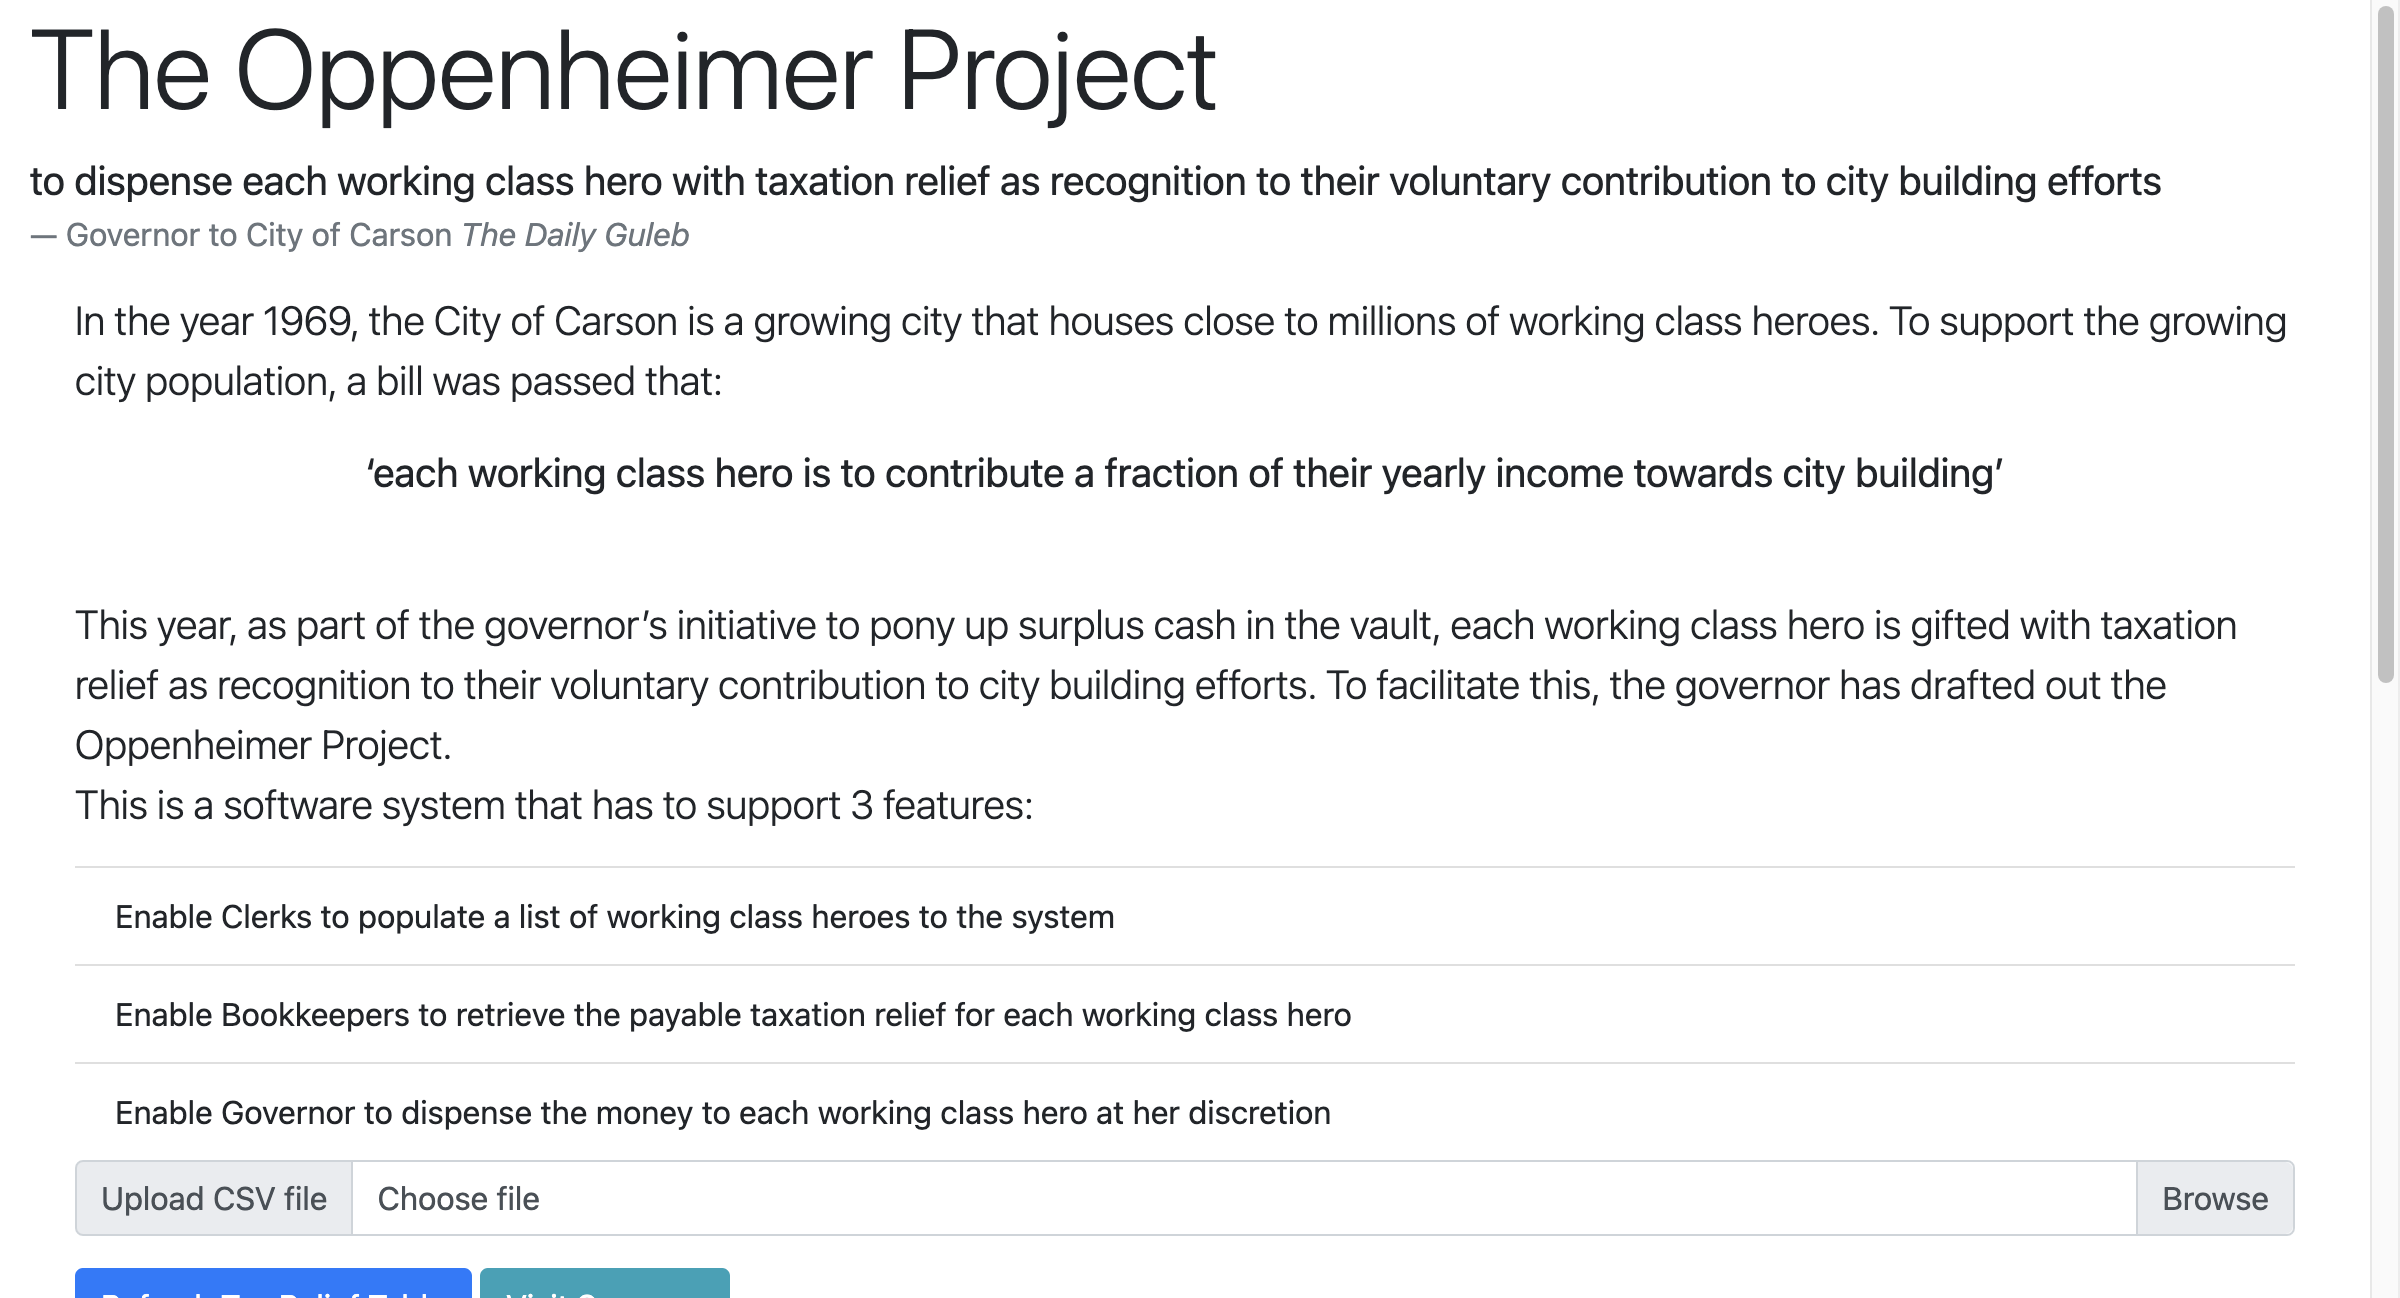 The Oppenheimer Project
to dispense each working class hero with taxation relief as recognition to their voluntary contribution to city building efforts
— Governor to City of Carson The Daily Guleb
In the year 1969, the City of Carson is a growing city that houses close to millions of working class heroes. To support the growing
city population, a bill was passed that:
‘each working class hero is to contribute a fraction of their yearly income towards city building’
This year, as part of the governor’s initiative to pony up surplus cash in the vault, each working class hero is gifted with taxation
relief as recognition to their voluntary contribution to city building efforts. To facilitate this, the governor has drafted out the
Oppenheimer Project.
This is a software system that has to support 3 features:
Enable Clerks to populate a list of working class heroes to the system
Enable Bookkeepers to retrieve the payable taxation relief for each working class hero
Enable Governor to dispense the money to each working class hero at her discretion
Upload CSV file Choose file Browse